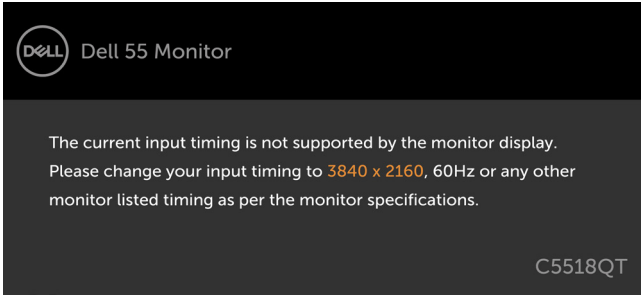 DELL
Dell 55 Monitor
The current input timing is not supported by the monitor display.
Please change your input timing to 3840 x 2160, 60Hz or any other
monitor listed timing as per the monitor specifications.
C5518QT